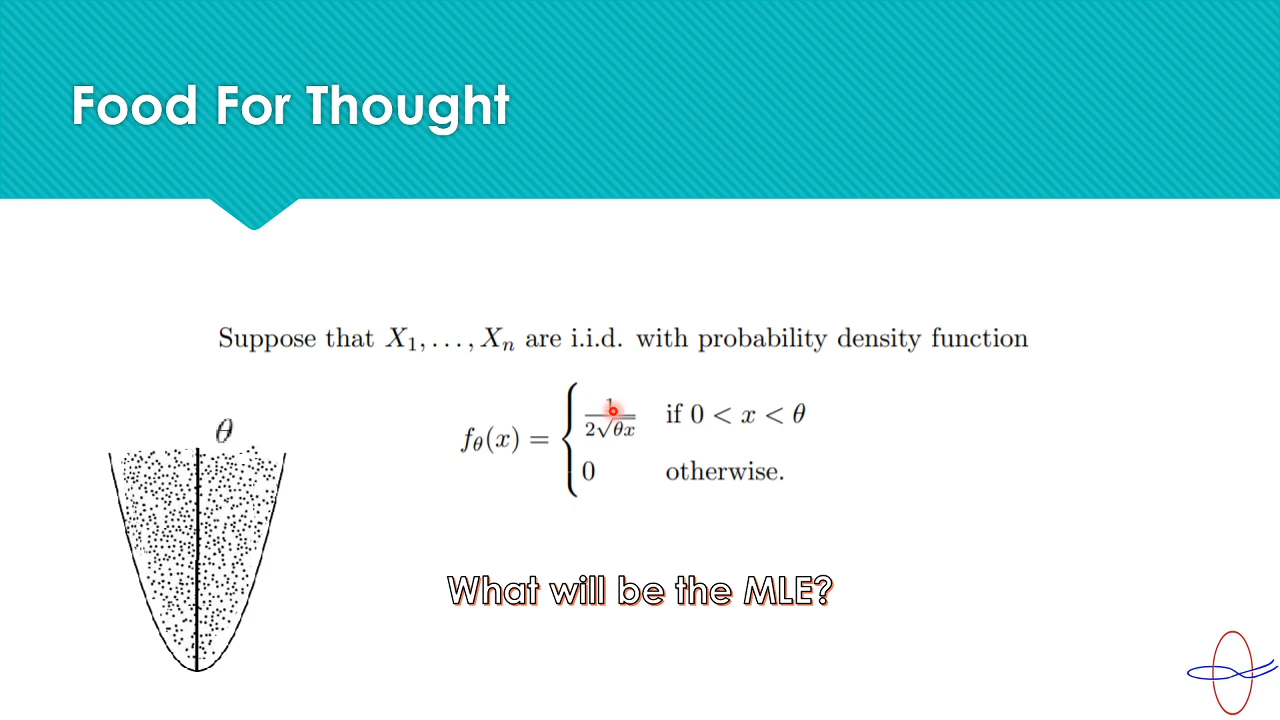 Food For Thought
Suppose that X₁, . . . , Xₙ are i.i.d. with probability density function
θ
f_θ(x) = { 1/(2√θx) if 0 < x < θ
0 otherwise.
What will be the MLE?